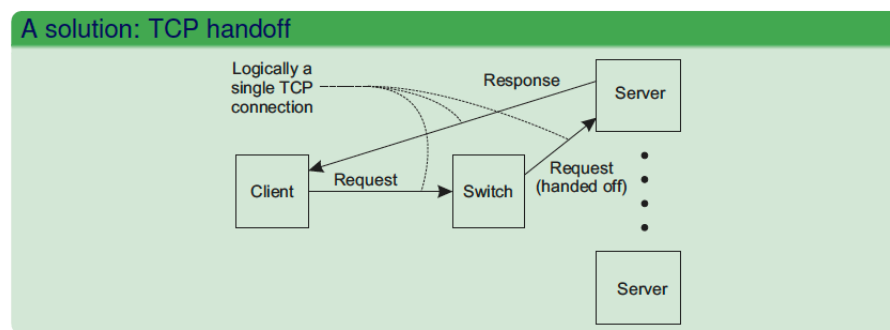 A solution: TCP handoff
Logically a
single TCP
connection
Response
Server
Client
Request
Switch
Request
(handed off)
Server